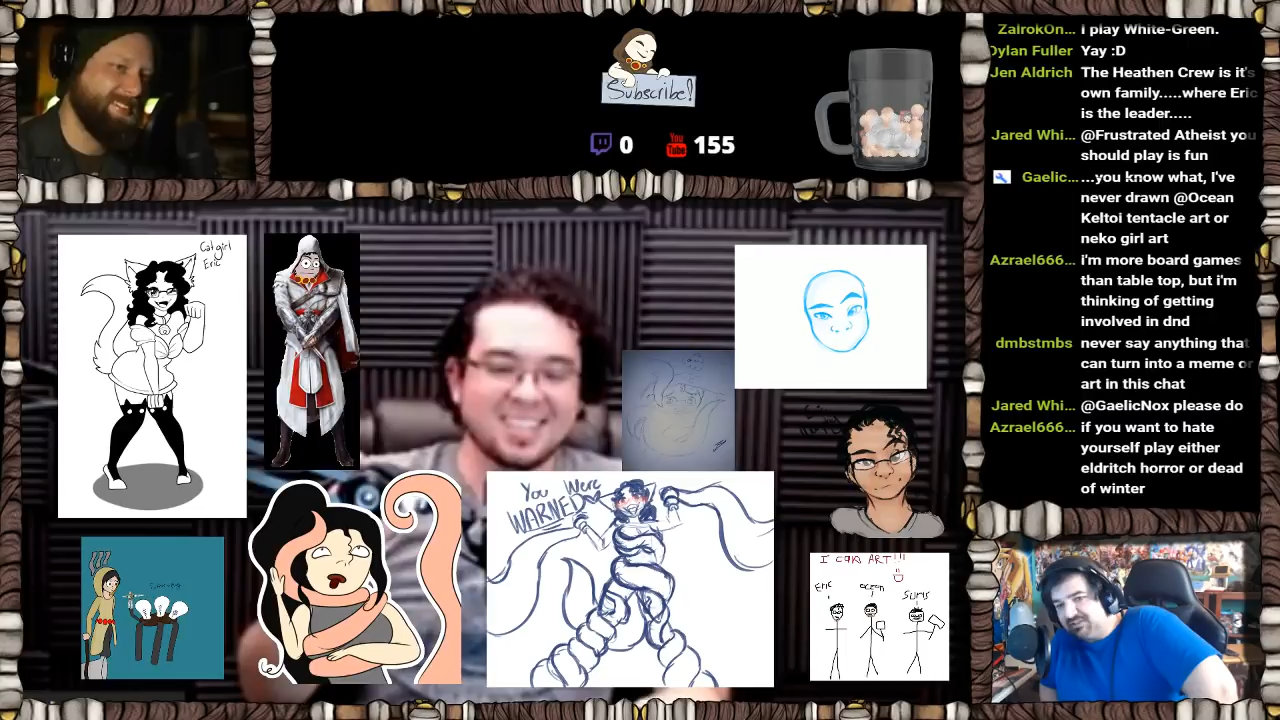 Subscribe!
0
You Tube 155
Catgirl
Eric
You Were
WARNED
I CAN ART!!!
Eric
ocean
ZairokOn... I play White-Green.
Dylan Fuller Yay :D
Jen Aldrich The Heathen Crew is it's
own family.....where Eric
is the leader.....
Jared Whi... @Frustrated Atheist you
should play is fun
Gaelic... ...you know what, I've
never drawn @Ocean
Keltoi tentacle art or
neko girl art
Azrael666... i'm more board games
than table top, but i'm
thinking of getting
involved in dnd
dmbstmbs never say anything that
can turn into a meme or
art in this chat
Jared Whi... @GaelicNox please do
Azrael666... if you want to hate
yourself play either
eldritch horror or dead
of winter